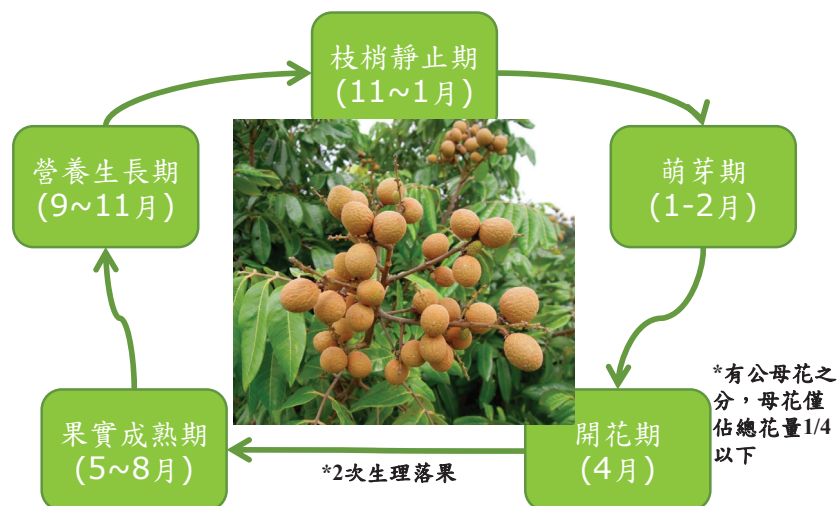 枝梢靜止期
(11~1月)
萌芽期
(1-2月)
*有公母花之
分，母花僅
佔總花量1/4
以下
開花期
(4月)
*2次生理落果
果實成熟期
(5~8月)
營養生長期
(9~11月)